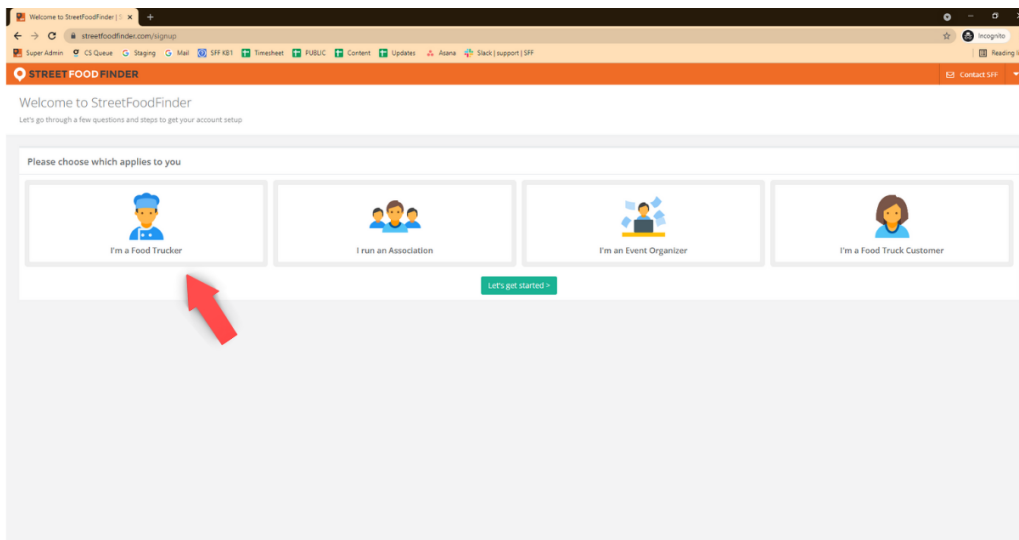 Welcome to StreetFoodFinder | S
streetfoodfinder.com/signup
Incognito
Super Admin CS Queue Staging Mail SFF KB1 Timesheet PUBLIC Content Updates Asana Slack | support | SFF Reading
STREETFOODFINDER
Contact SFF
Welcome to StreetFoodFinder
Let's go through a few questions and steps to get your account setup
Please choose which applies to you
I'm a Food Trucker
I run an Association
I'm an Event Organizer
I'm a Food Truck Customer
Let's get started >